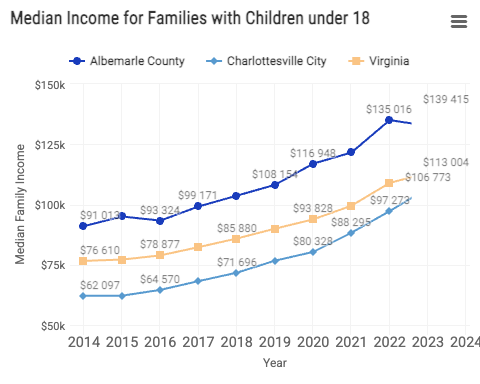 Median Income for Families with Children under 18
Albemarle County Charlottesville City Virginia
$150k
$139 415
$135 016
$125k
$116 948
$113 004
$108 154
$106 773
$99 171
$100k
$97 273
$93 324
$93 828
$91 013
$88 295
$85 880
$80 328
$78 877
$76 610
$75k
$71 696
$64 570
$62 097
$50k
Median Family Income
2014 2015 2016 2017 2018 2019 2020 2021 2022 2023 2024
Year